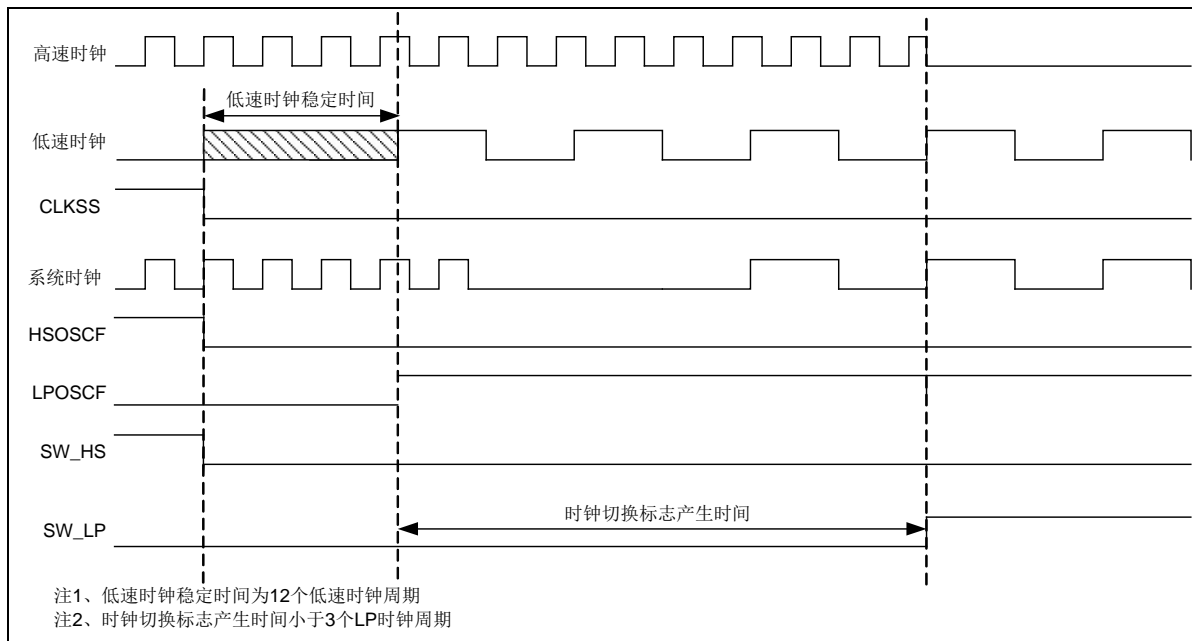 高速时钟
低速时钟稳定时间
低速时钟
CLKSS
系统时钟
HSOSCF
LPOSCF
SW_HS
时钟切换标志产生时间
SW_LP
注1、低速时钟稳定时间为12个低速时钟周期
注2、时钟切换标志产生时间小于3个LP时钟周期